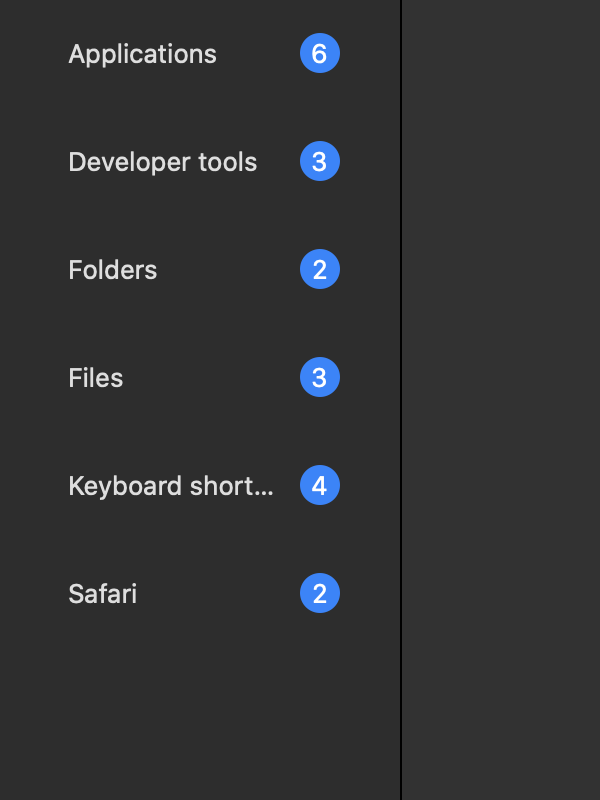 Applications 6
Developer tools 3
Folders 2
Files 3
Keyboard short... 4
Safari 2